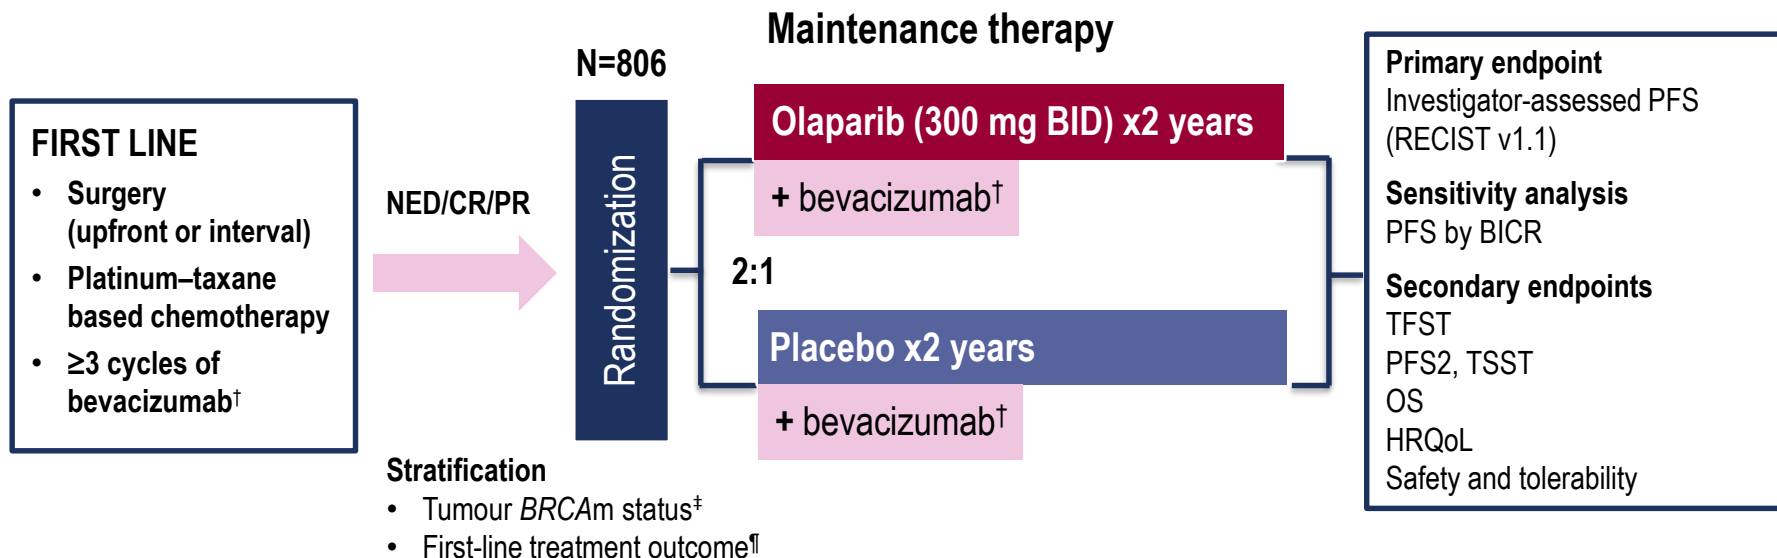 FIRST LINE
• Surgery
(upfront or interval)
• Platinum–taxane
based chemotherapy
• ≥3 cycles of
bevacizumab†
NED/CR/PR
Stratification
• Tumour BRCAm status‡
• First-line treatment outcome¶
N=806
Randomization
Maintenance therapy
Olaparib (300 mg BID) x2 years
+ bevacizumab†
2:1
Placebo x2 years
+ bevacizumab†
Primary endpoint
Investigator-assessed PFS
(RECIST v1.1)
Sensitivity analysis
PFS by BICR
Secondary endpoints
TFST
PFS2, TSST
OS
HRQoL
Safety and tolerability